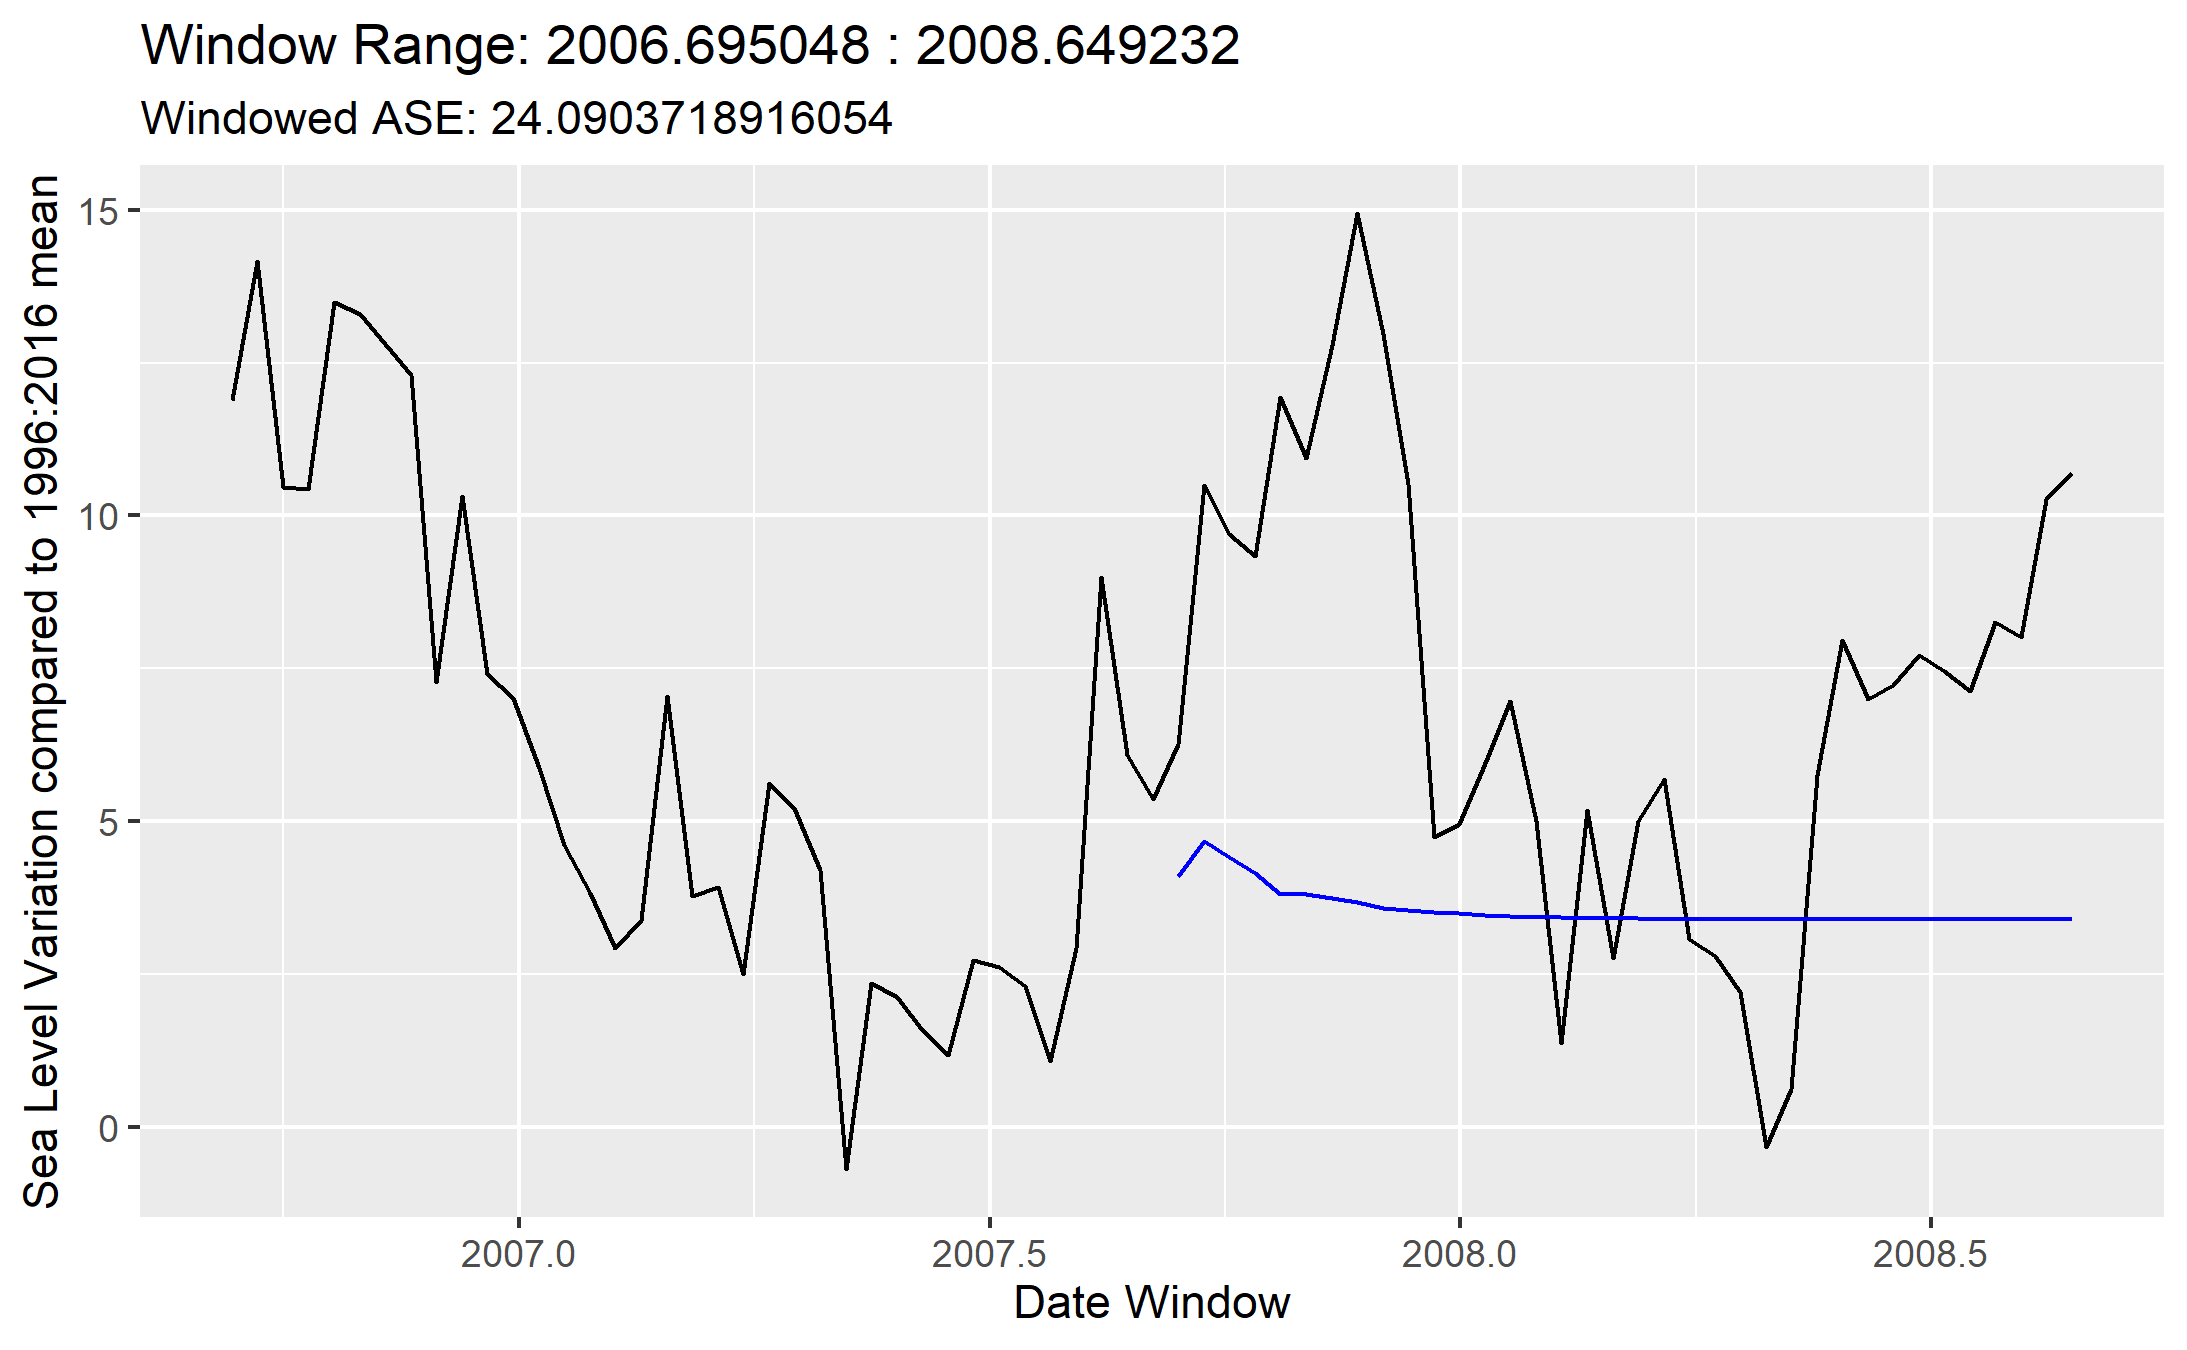 Window Range: 2006.695048 : 2008.649232
Windowed ASE: 24.0903718916054
Sea Level Variation compared to 1996:2016 mean
15
10
5
0
2007.0
2007.5
2008.0
2008.5
Date Window